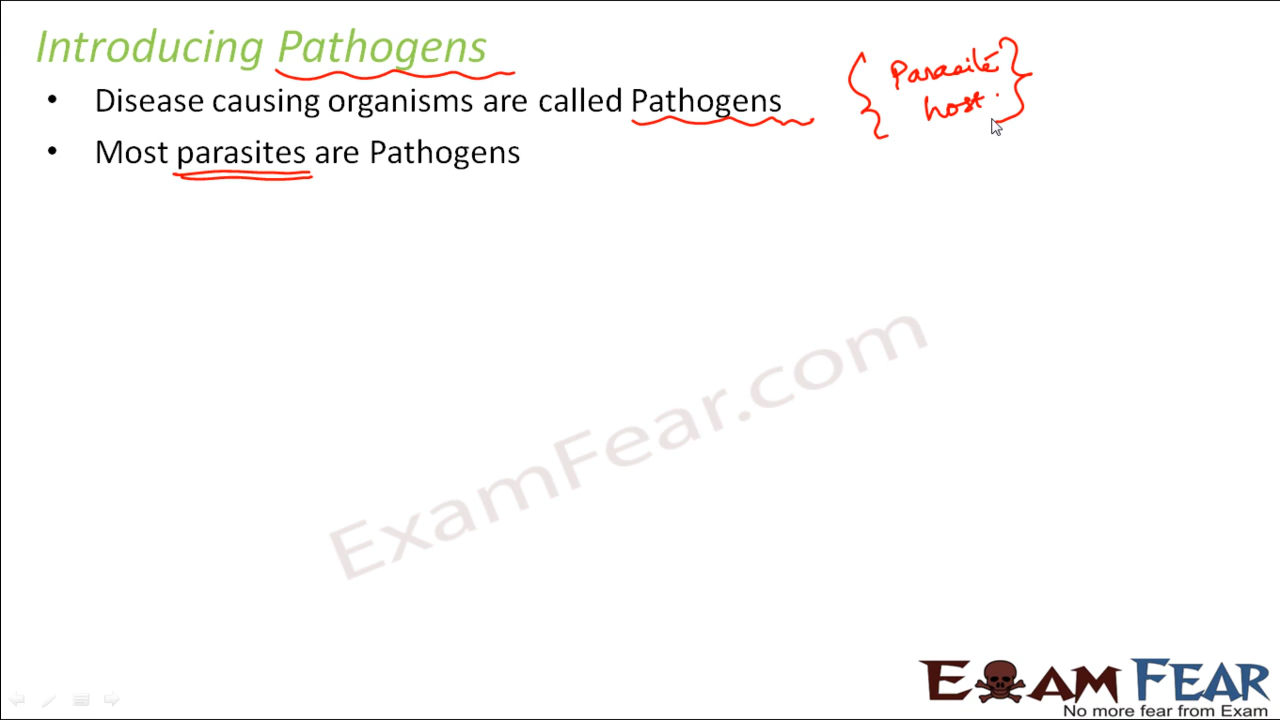 Introducing Pathogens
• Disease causing organisms are called Pathogens
• Most parasites are Pathogens
Parasite
host.
ExamFear.com
EXAM FEAR
No more fear from Exam